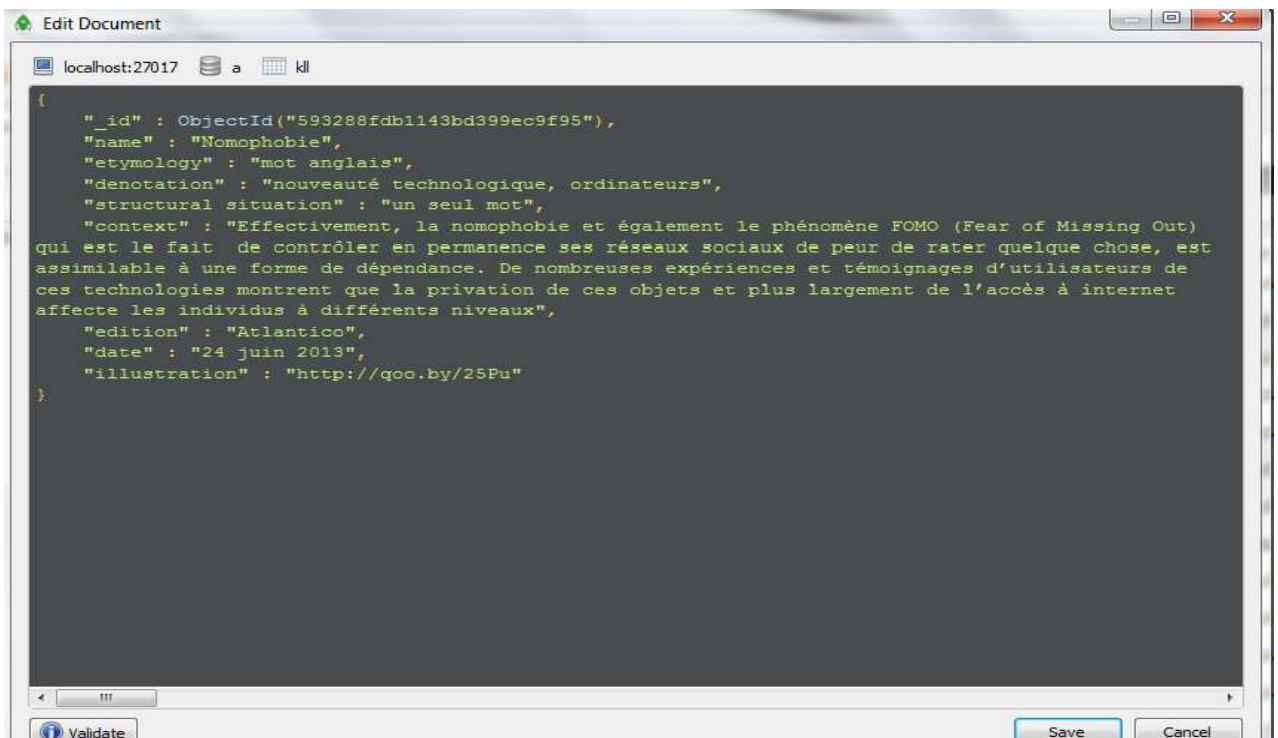 Edit Document
localhost:27017 a kll
{
"_id" : ObjectId("593288fdb1143bd399ec9f95"),
"name" : "Nomophobie",
"etymology" : "mot anglais",
"denotation" : "nouveauté technologique, ordinateurs",
"structural situation" : "un seul mot",
"context" : "Effectivement, la nomophobie et également le phénomène FOMO (Fear of Missing Out)
qui est le fait  de contrôler en permanence ses réseaux sociaux de peur de rater quelque chose, est
assimilable à une forme de dépendance. De nombreuses expériences et témoignages d’utilisateurs de
ces technologies montrent que la privation de ces objets et plus largement de l’accès à internet
affecte les individus à différents niveaux",
"edition" : "Atlantico",
"date" : "24 juin 2013",
"illustration" : "http://qoo.by/25Pu"
}
Validate Save Cancel